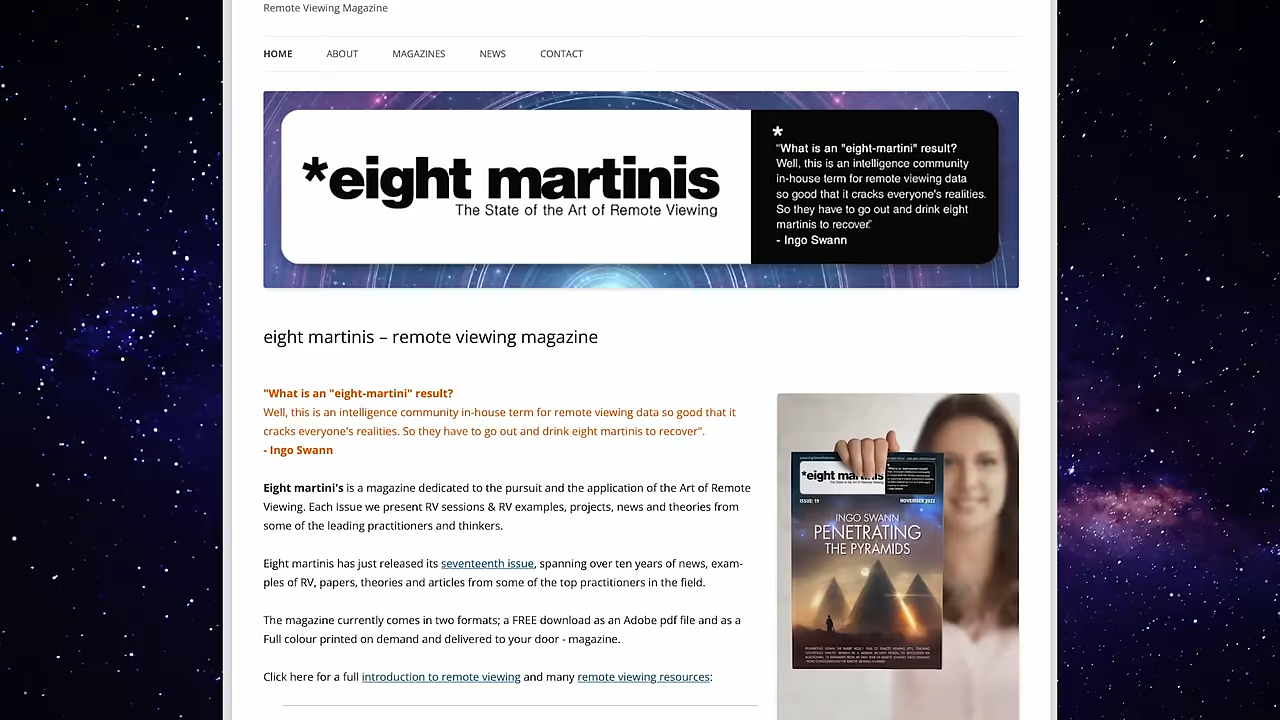 Remote Viewing Magazine
HOME ABOUT MAGAZINES NEWS CONTACT
*eight martinis
The State of the Art of Remote Viewing
*
"What is an "eight-martini" result?
Well, this is an intelligence community
in-house term for remote viewing data
so good that it cracks everyone's realities.
So they have to go out and drink eight
martinis to recover"
- Ingo Swann
eight martinis – remote viewing magazine
"What is an "eight-martini" result?
Well, this is an intelligence community in-house term for remote viewing data so good that it
cracks everyone's realities. So they have to go out and drink eight martinis to recover".
- Ingo Swann
Eight Martini's is a magazine dedicated to the pursuit and the application of the Art of Remote
Viewing. Each Issue we present RV sessions & RV examples, projects, news and theories from
some of the leading practitioners and thinkers.
Eight martinis has just released its seventeenth issue, spanning over ten years of news, exam-
ples of RV, papers, theories and articles from some of the top practitioners in the field.
The magazine currently comes in two formats; a FREE download as an Adobe pdf file and as a
Full colour printed on demand and delivered to your door - magazine.
Click here for a full introduction to remote viewing and many remote viewing resources:
*eight martinis
The State of the Art of Remote Viewing
ISSUE: 19 NOVEMBER 2022
INGO SWANN
PENETRATING
THE PYRAMIDS